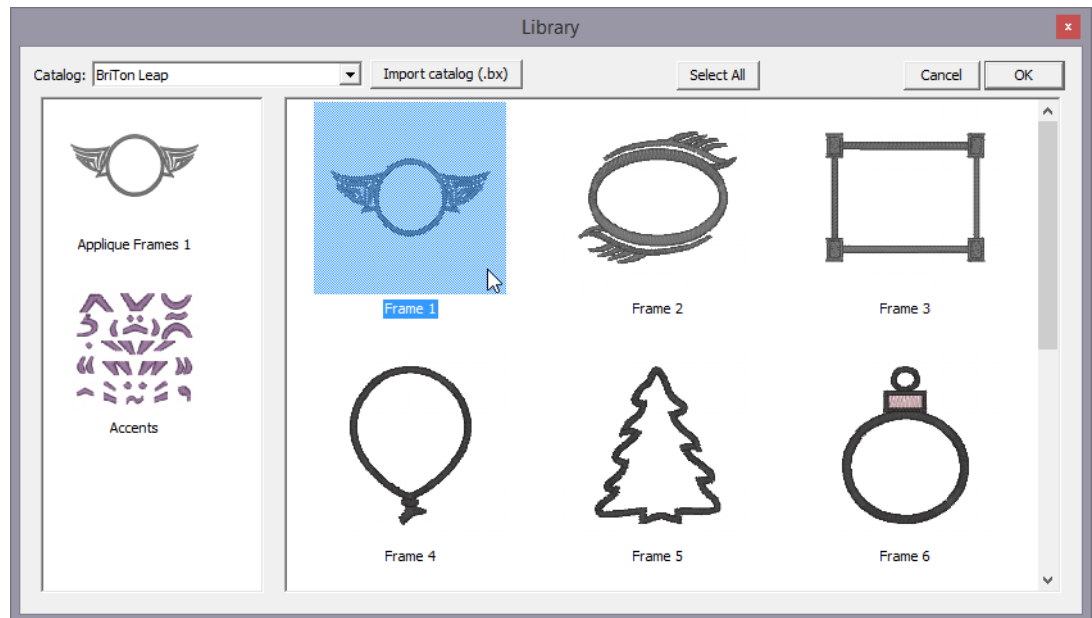 Library
x
Catalog: BriTon Leap Import catalog (.bx) Select All Cancel OK
Applique Frames 1
Accents
Frame 1 Frame 2 Frame 3
Frame 4 Frame 5 Frame 6